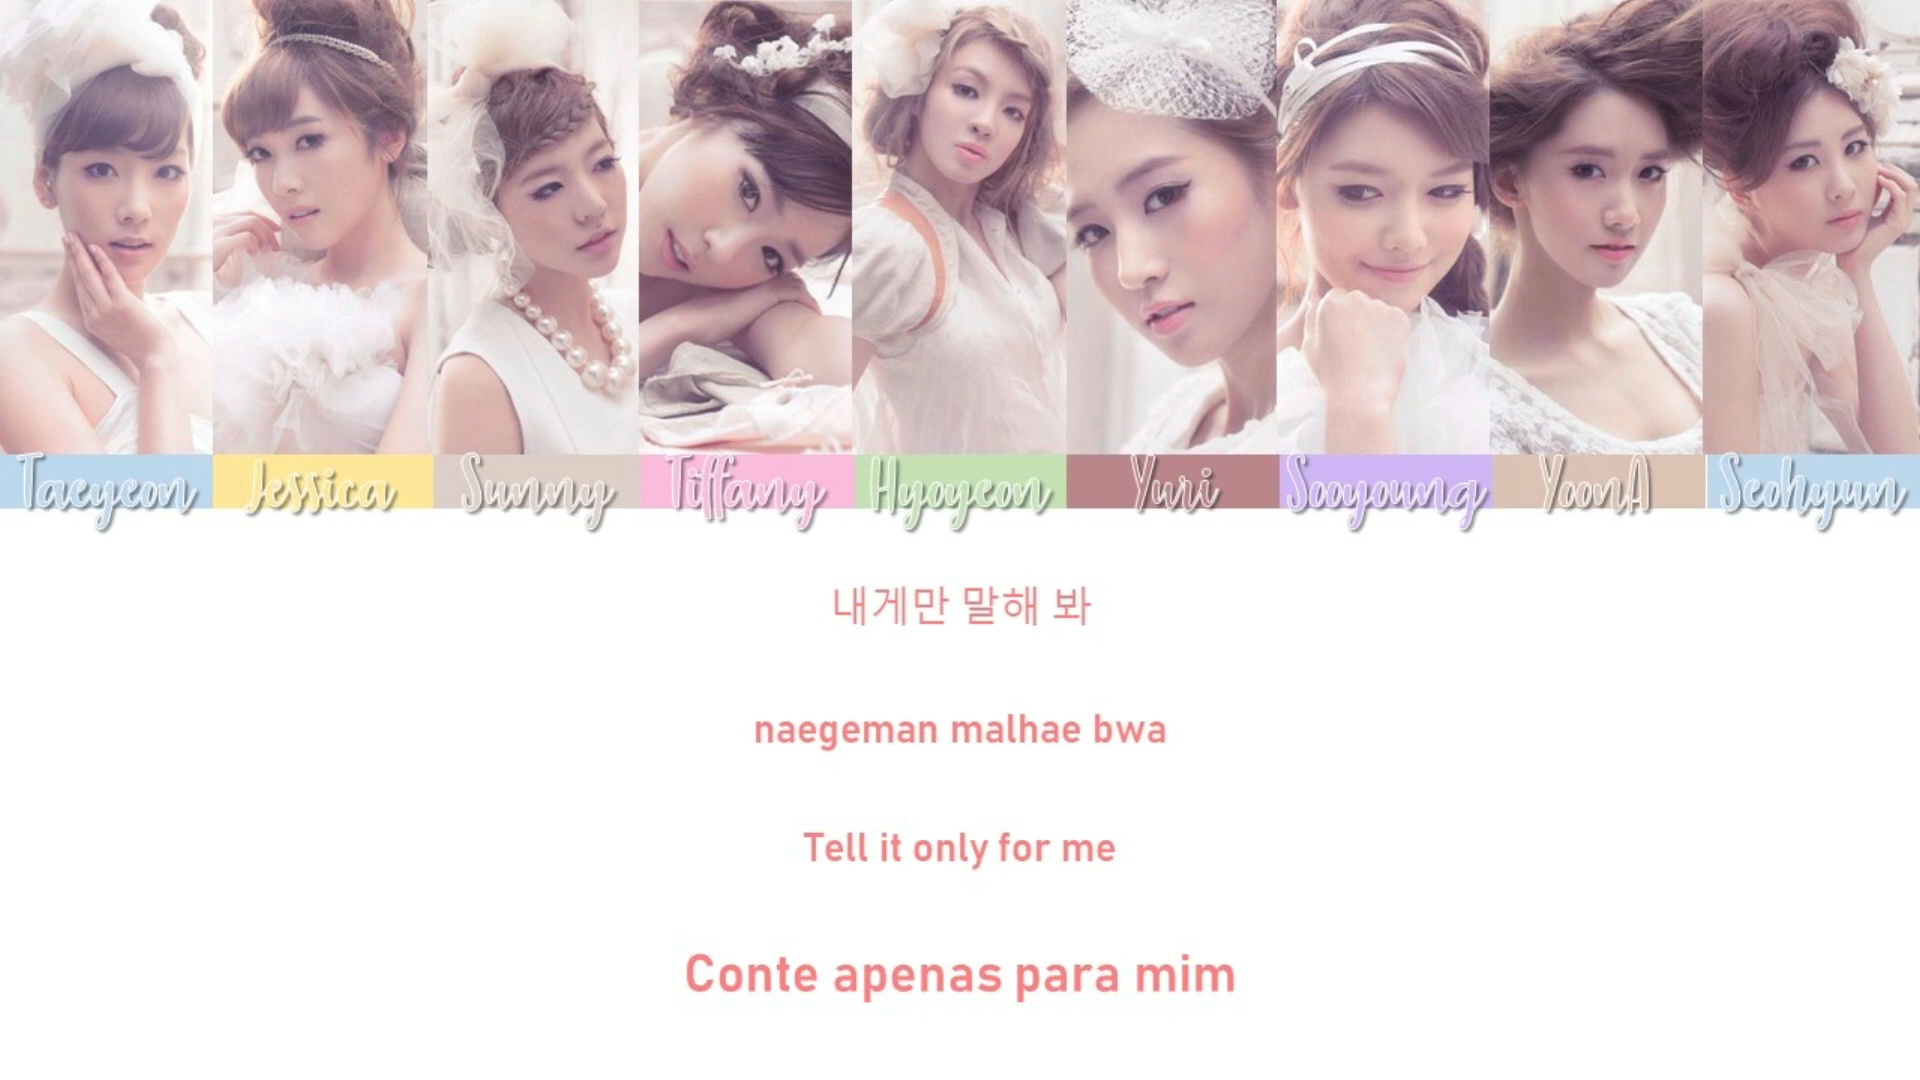 Taeyeon Jessica Sunny Tiffany Hyoyeon Yuri Sooyoung YoonA Seohyun
내게만 말해 봐
naegeman malhae bwa
Tell it only for me
Conte apenas para mim